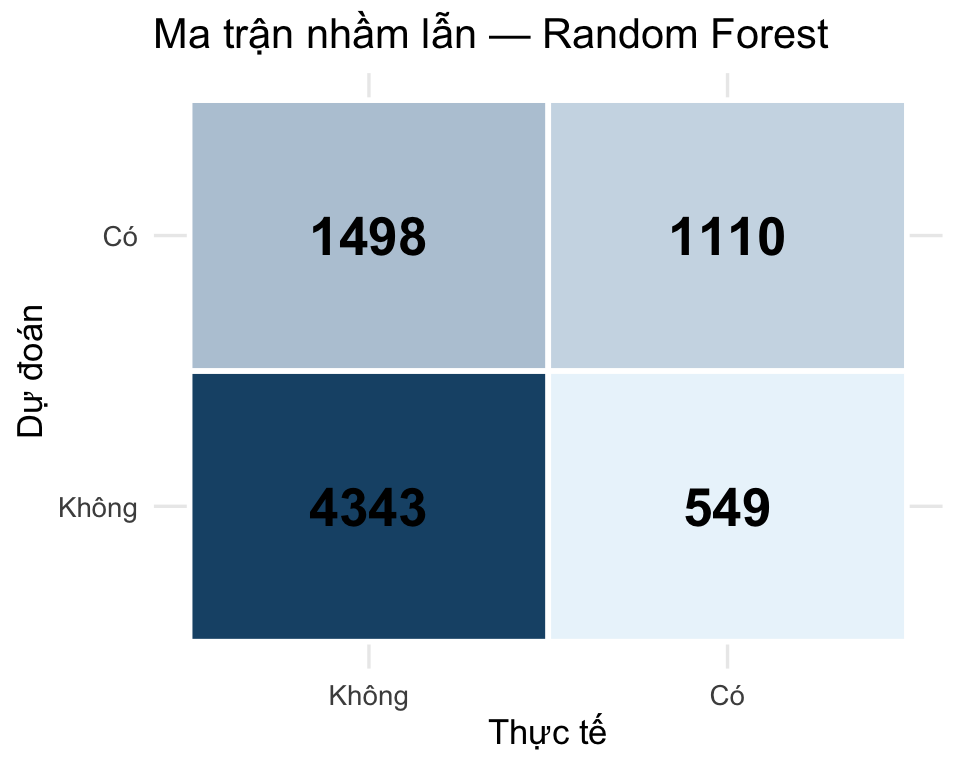 Ma trận nhầm lẫn — Random Forest
Có
1498
1110
Dự đoán
Không
4343
549
Không
Có
Thực tế